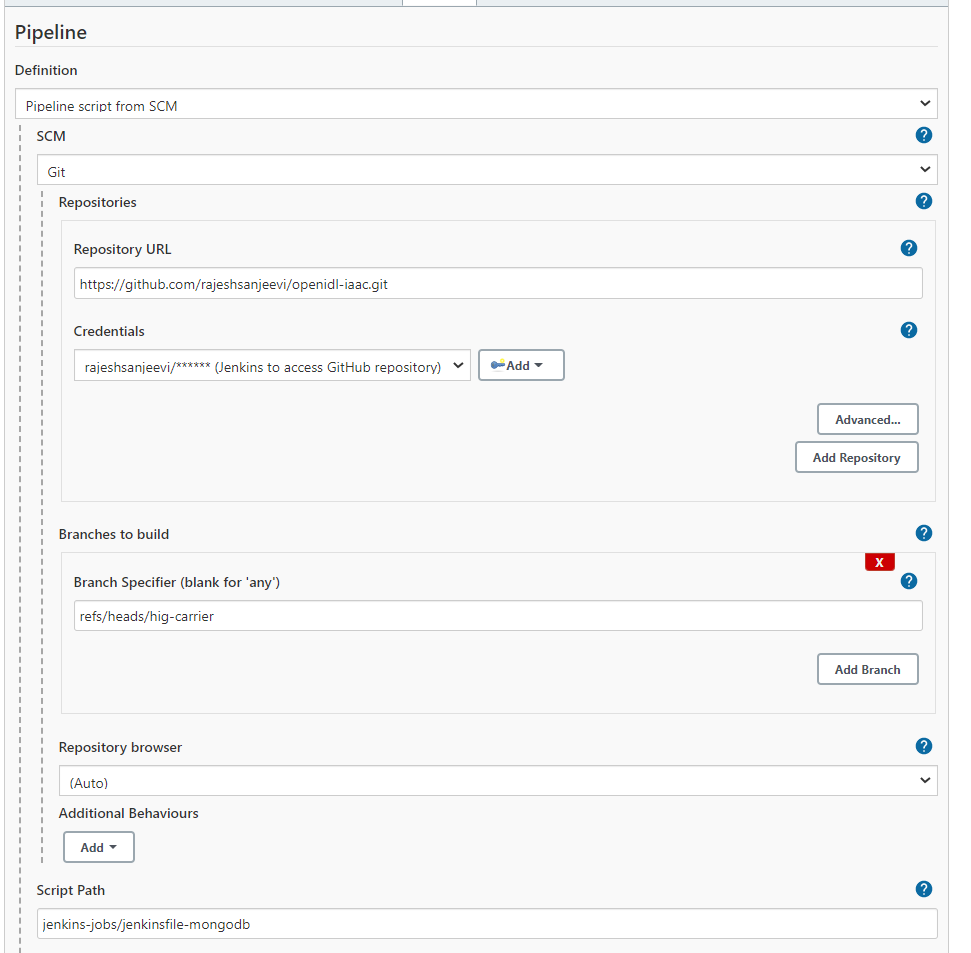 Pipeline
Definition
Pipeline script from SCM
SCM
?
Git
Repositories
?
Repository URL
?
https://github.com/rajeshsanjeevi/openidl-iaac.git
Credentials
?
rajeshsanjeevi/****** (Jenkins to access GitHub repository)
Add
Advanced...
Add Repository
Branches to build
?
X
Branch Specifier (blank for 'any')
?
refs/heads/hig-carrier
Add Branch
Repository browser
?
(Auto)
Additional Behaviours
Add
Script Path
?
jenkins-jobs/jenkinsfile-mongodb